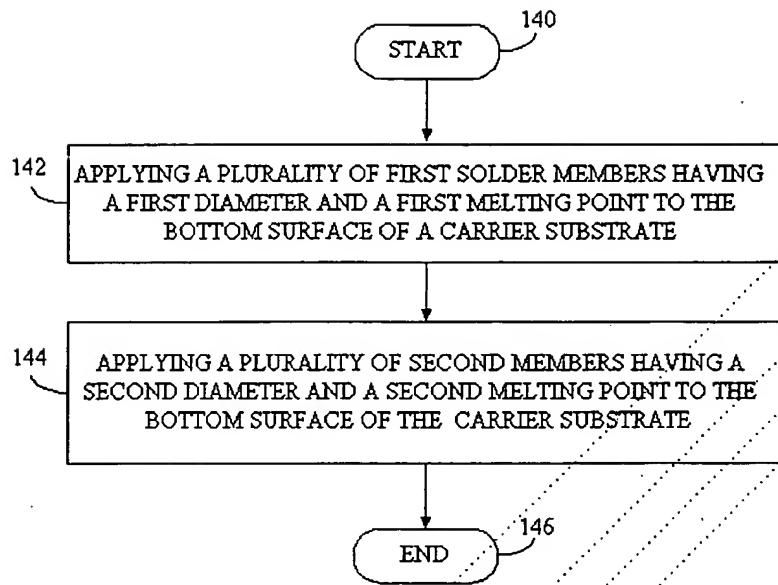 140
START
142
APPLYING A PLURALITY OF FIRST SOLDER MEMBERS HAVING
A FIRST DIAMETER AND A FIRST MELTING POINT TO THE
BOTTOM SURFACE OF A CARRIER SUBSTRATE
144
APPLYING A PLURALITY OF SECOND MEMBERS HAVING A
SECOND DIAMETER AND A SECOND MELTING POINT TO THE
BOTTOM SURFACE OF THE CARRIER SUBSTRATE
146
END